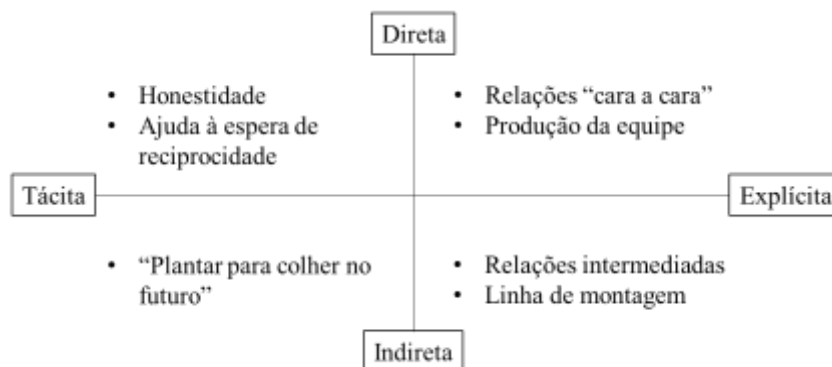 Direta
• Honestidade
• Ajuda à espera de
reciprocidade
• Relações “cara a cara”
• Produção da equipe
Tácita
Explícita
• “Plantar para colher no
futuro”
• Relações intermediadas
• Linha de montagem
Indireta